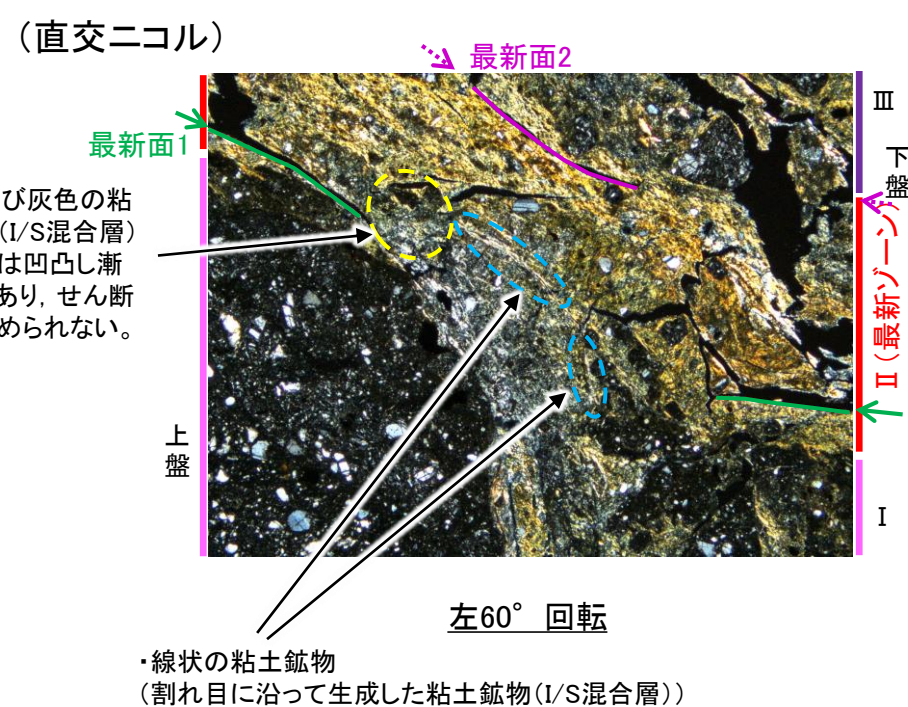 （直交ニコル）
最新面2
最新面1
Ⅲ
下盤
び灰色の粘
（I/S混合層）
は凹凸し漸
あり，せん断
められない。
Ⅱ（最新ゾーン）
上盤
Ⅰ
左60°回転
・線状の粘土鉱物
（割れ目に沿って生成した粘土鉱物（I/S混合層））